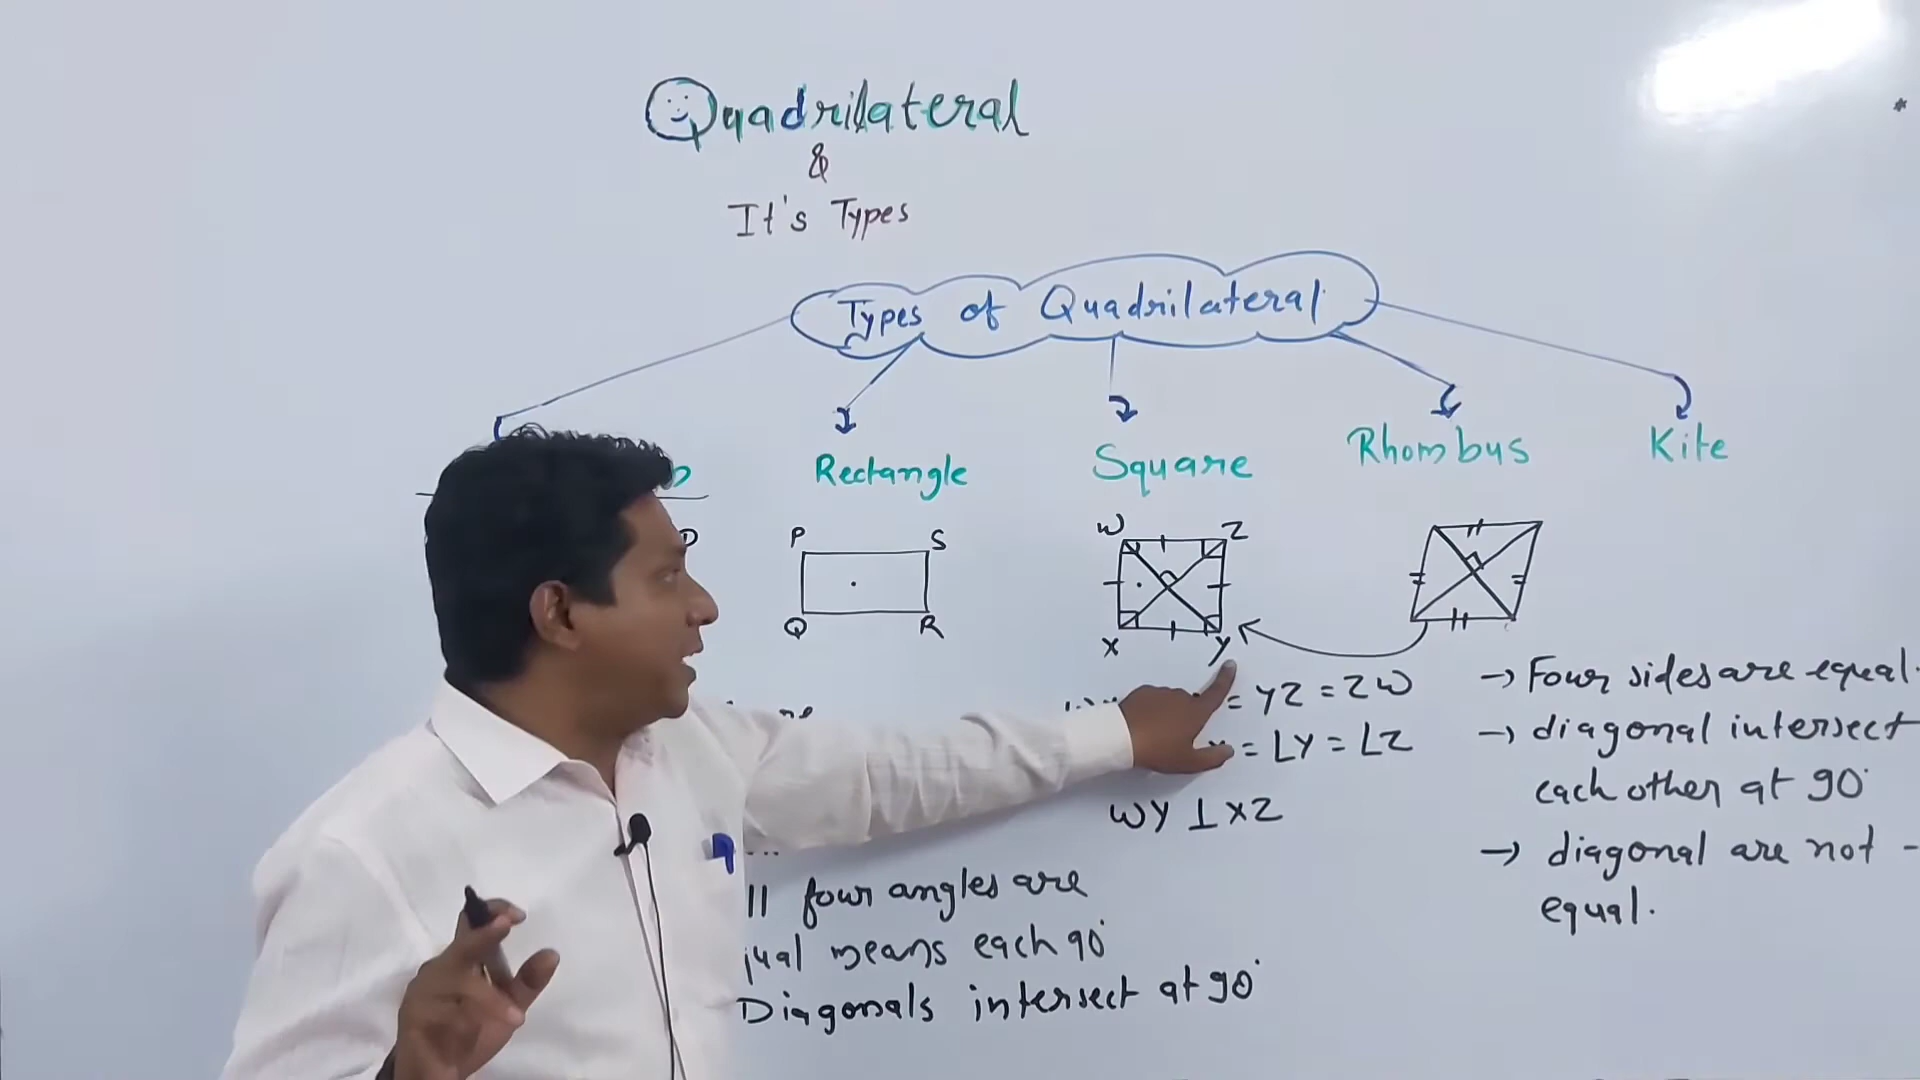 Quadrilateral
&
It's Types
Types of Quadrilateral
Rectangle
Square
Rhombus
Kite
P S
Q R
W Z
X Y
= YZ = ZW
= ∠Y = ∠Z
WY ⊥ XZ
four angles are
means each 90°
Diagonals intersect at 90°
→ Four sides are equal.
→ diagonal intersect
each other at 90°
→ diagonal are not -
equal.